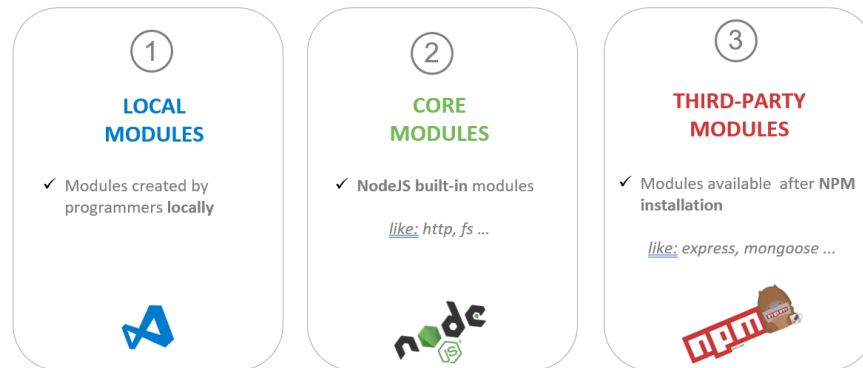 1
LOCAL
MODULES
✓ Modules created by
programmers locally
2
CORE
MODULES
✓ NodeJS built-in modules
like: http, fs ...
node
JS
3
THIRD-PARTY
MODULES
✓ Modules available after NPM
installation
like: express, mongoose ...
npm